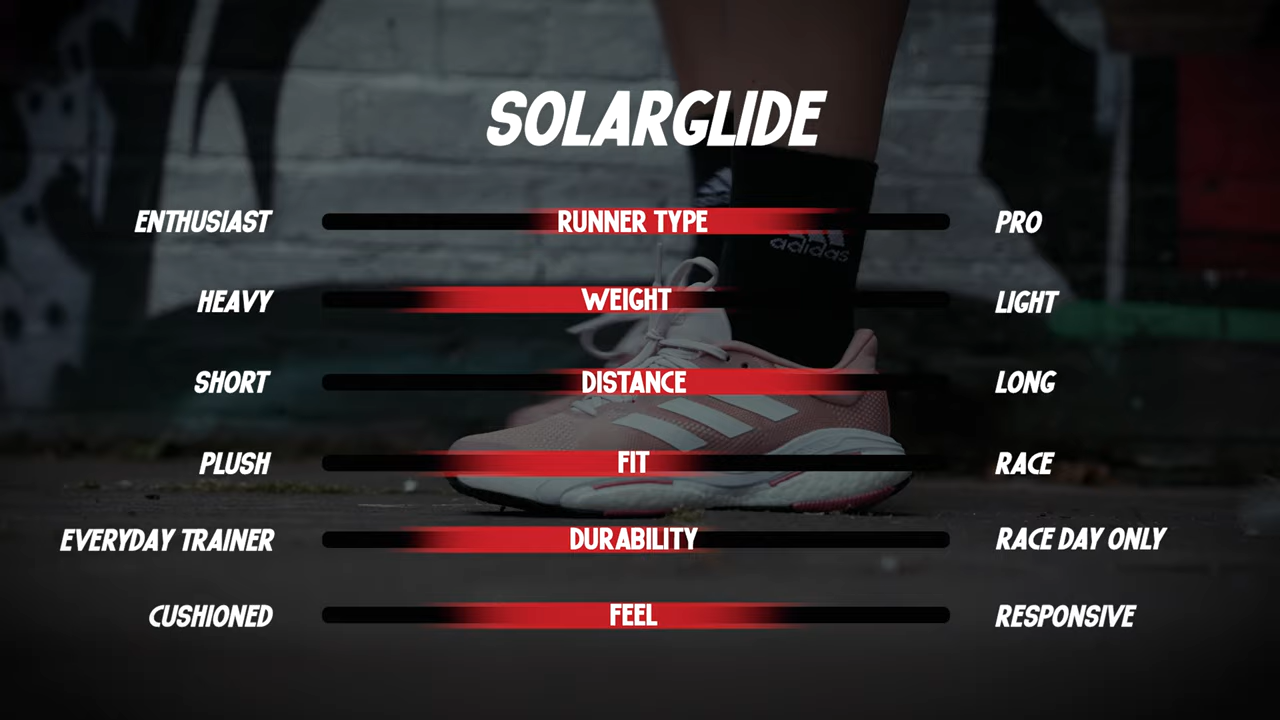 SOLARGLIDE
ENTHUSIAST RUNNER TYPE PRO
adidas
HEAVY WEIGHT LIGHT
SHORT DISTANCE LONG
PLUSH FIT RACE
EVERYDAY TRAINER DURABILITY RACE DAY ONLY
CUSHIONED FEEL RESPONSIVE